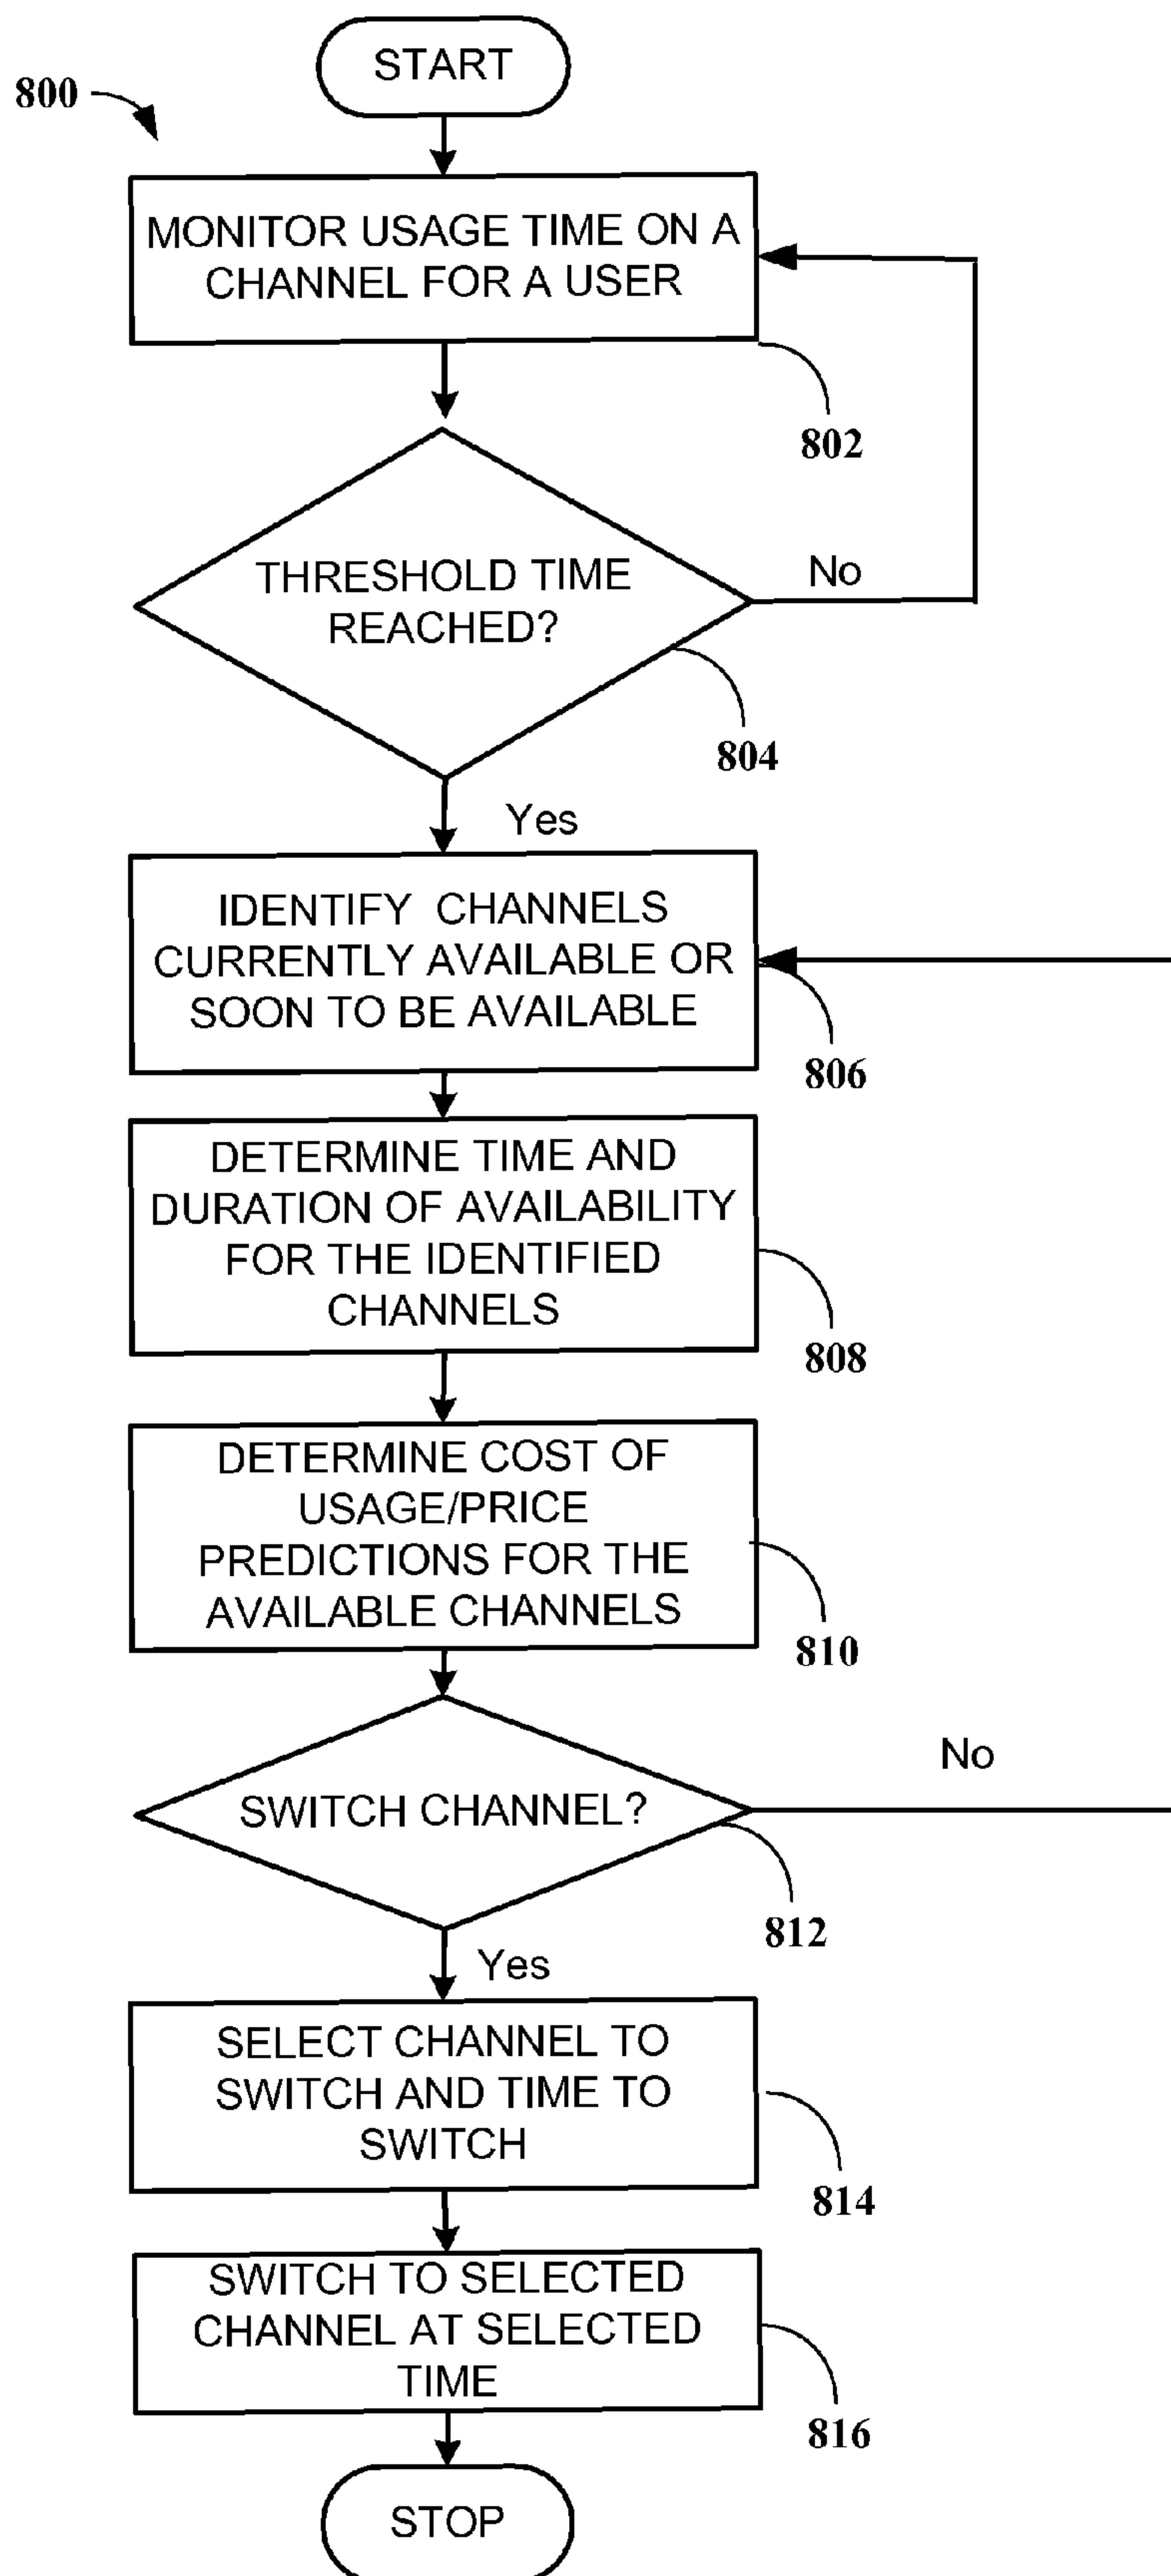 START
800
MONITOR USAGE TIME ON A
CHANNEL FOR A USER
802
THRESHOLD TIME
REACHED?
No
804
Yes
IDENTIFY CHANNELS
CURRENTLY AVAILABLE OR
SOON TO BE AVAILABLE
806
DETERMINE TIME AND
DURATION OF AVAILABILITY
FOR THE IDENTIFIED
CHANNELS
808
DETERMINE COST OF
USAGE/PRICE
PREDICTIONS FOR THE
AVAILABLE CHANNELS
810
SWITCH CHANNEL?
No
812
Yes
SELECT CHANNEL TO
SWITCH AND TIME TO
SWITCH
814
SWITCH TO SELECTED
CHANNEL AT SELECTED
TIME
816
STOP